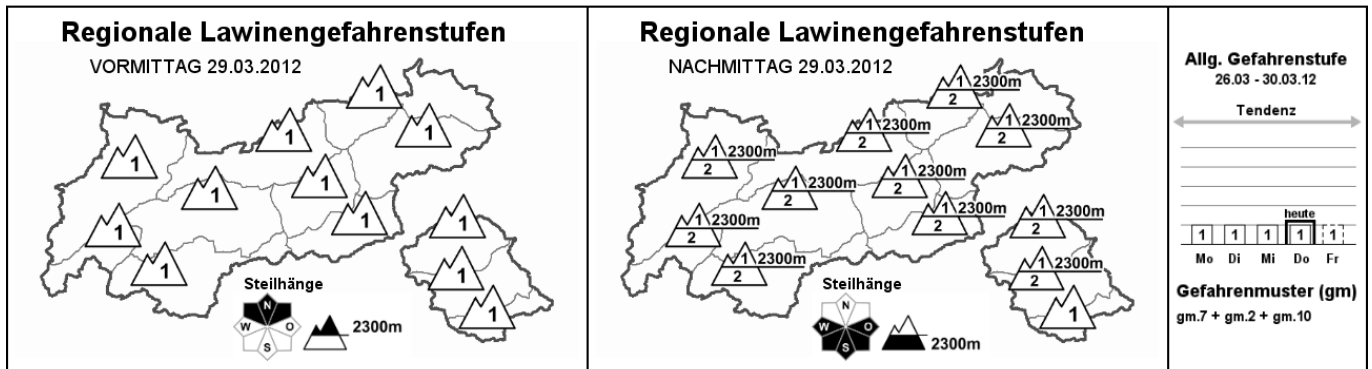 Regionale Lawinengefahrenstufen
VORMITTAG 29.03.2012
1
1
1
1
1
1
1
1
1
1
1
1
Steilhänge
N
W O
S
2300m
Regionale Lawinengefahrenstufen
NACHMITTAG 29.03.2012
1 2300m
2
1 2300m
2
1 2300m
2
1 2300m
2
1 2300m
2
1 2300m
2
1 2300m
2
1 2300m
2
1 2300m
2
1 2300m
2
1 2300m
2
1
Steilhänge
N
W O
S
2300m
Allg. Gefahrenstufe
26.03 - 30.03.12
Tendenz
heute
1 1 1 1 1
Mo Di Mi Do Fr
Gefahrenmuster (gm)
gm.7 + gm.2 + gm.10